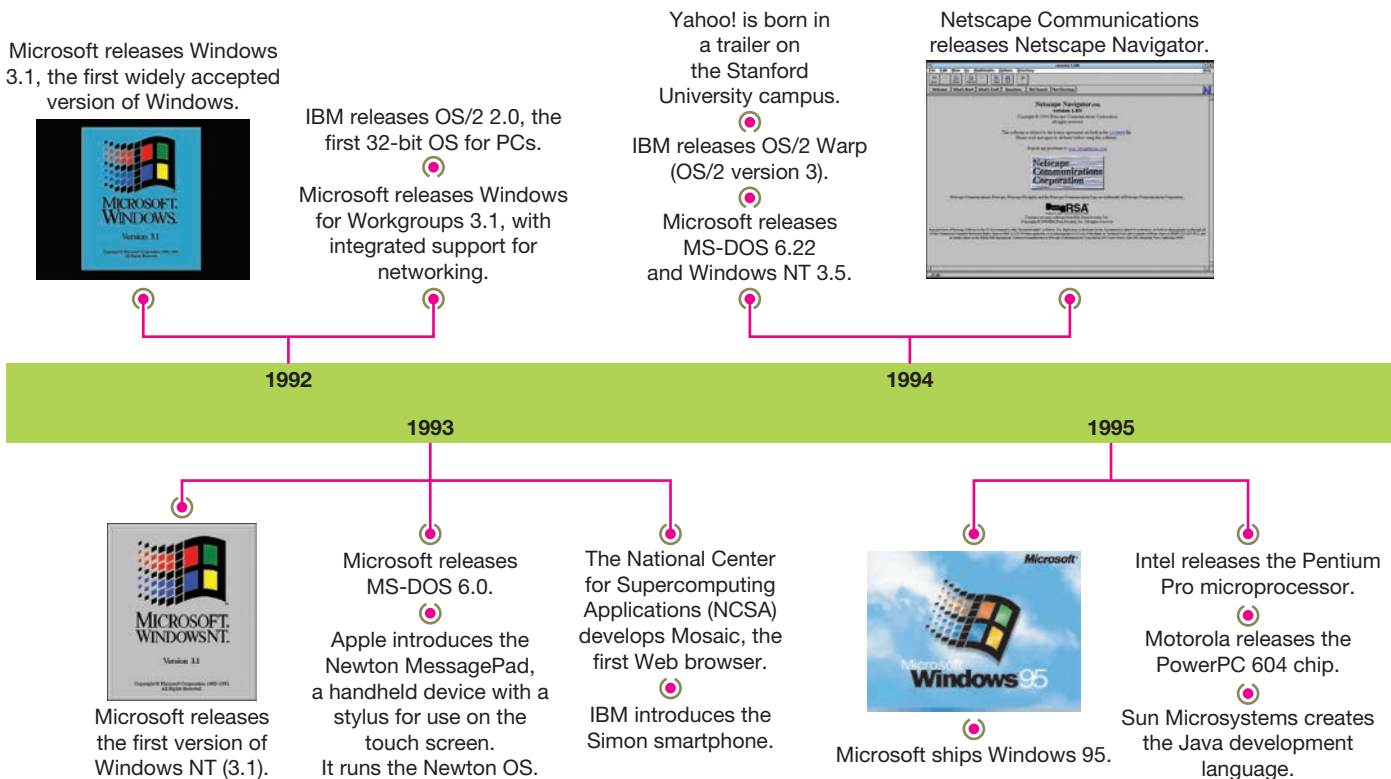 Microsoft releases Windows
3.1, the first widely accepted
version of Windows.
MICROSOFT.
WINDOWS.
Version 3.1
IBM releases OS/2 2.0, the
first 32-bit OS for PCs.
Microsoft releases Windows
for Workgroups 3.1, with
integrated support for
networking.
Yahoo! is born in
a trailer on
the Stanford
University campus.
IBM releases OS/2 Warp
(OS/2 version 3).
Microsoft releases
MS-DOS 6.22
and Windows NT 3.5.
Netscape Communications
releases Netscape Navigator.
Netscape Navigator
Netscape
Communications
Corporation
RSA
1992
1994
1993
1995
MICROSOFT.
WINDOWS NT.
Version 3.1
Microsoft releases
the first version of
Windows NT (3.1).
Microsoft releases
MS-DOS 6.0.
Apple introduces the
Newton MessagePad,
a handheld device with a
stylus for use on the
touch screen.
It runs the Newton OS.
The National Center
for Supercomputing
Applications (NCSA)
develops Mosaic, the
first Web browser.
IBM introduces the
Simon smartphone.
Microsoft
Microsoft
Windows 95
Microsoft ships Windows 95.
Intel releases the Pentium
Pro microprocessor.
Motorola releases the
PowerPC 604 chip.
Sun Microsystems creates
the Java development
language.